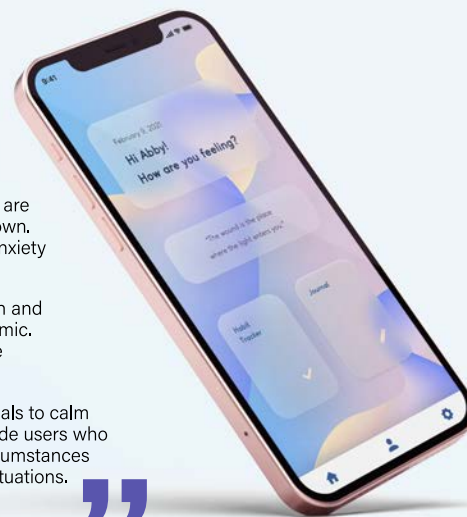 9:41
February 9, 2021
Hi Abby!
How are you feeling?
"The wound is the place
where the light enters you"
Habit
Tracker
Journal
are
own.
nxiety
n and
mic.
e
als to calm
de users who
umstances
tuations.
”